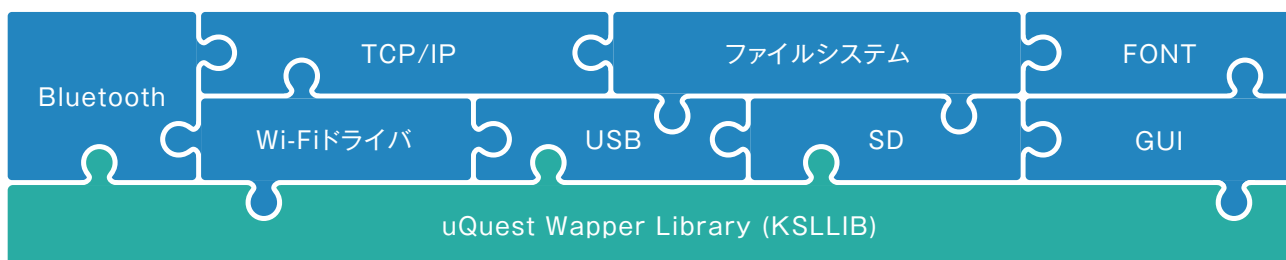 TCP/IP
ファイルシステム
FONT
Bluetooth
Wi-Fiドライバ
USB
SD
GUI
uQuest Wapper Library (KSLLIB)